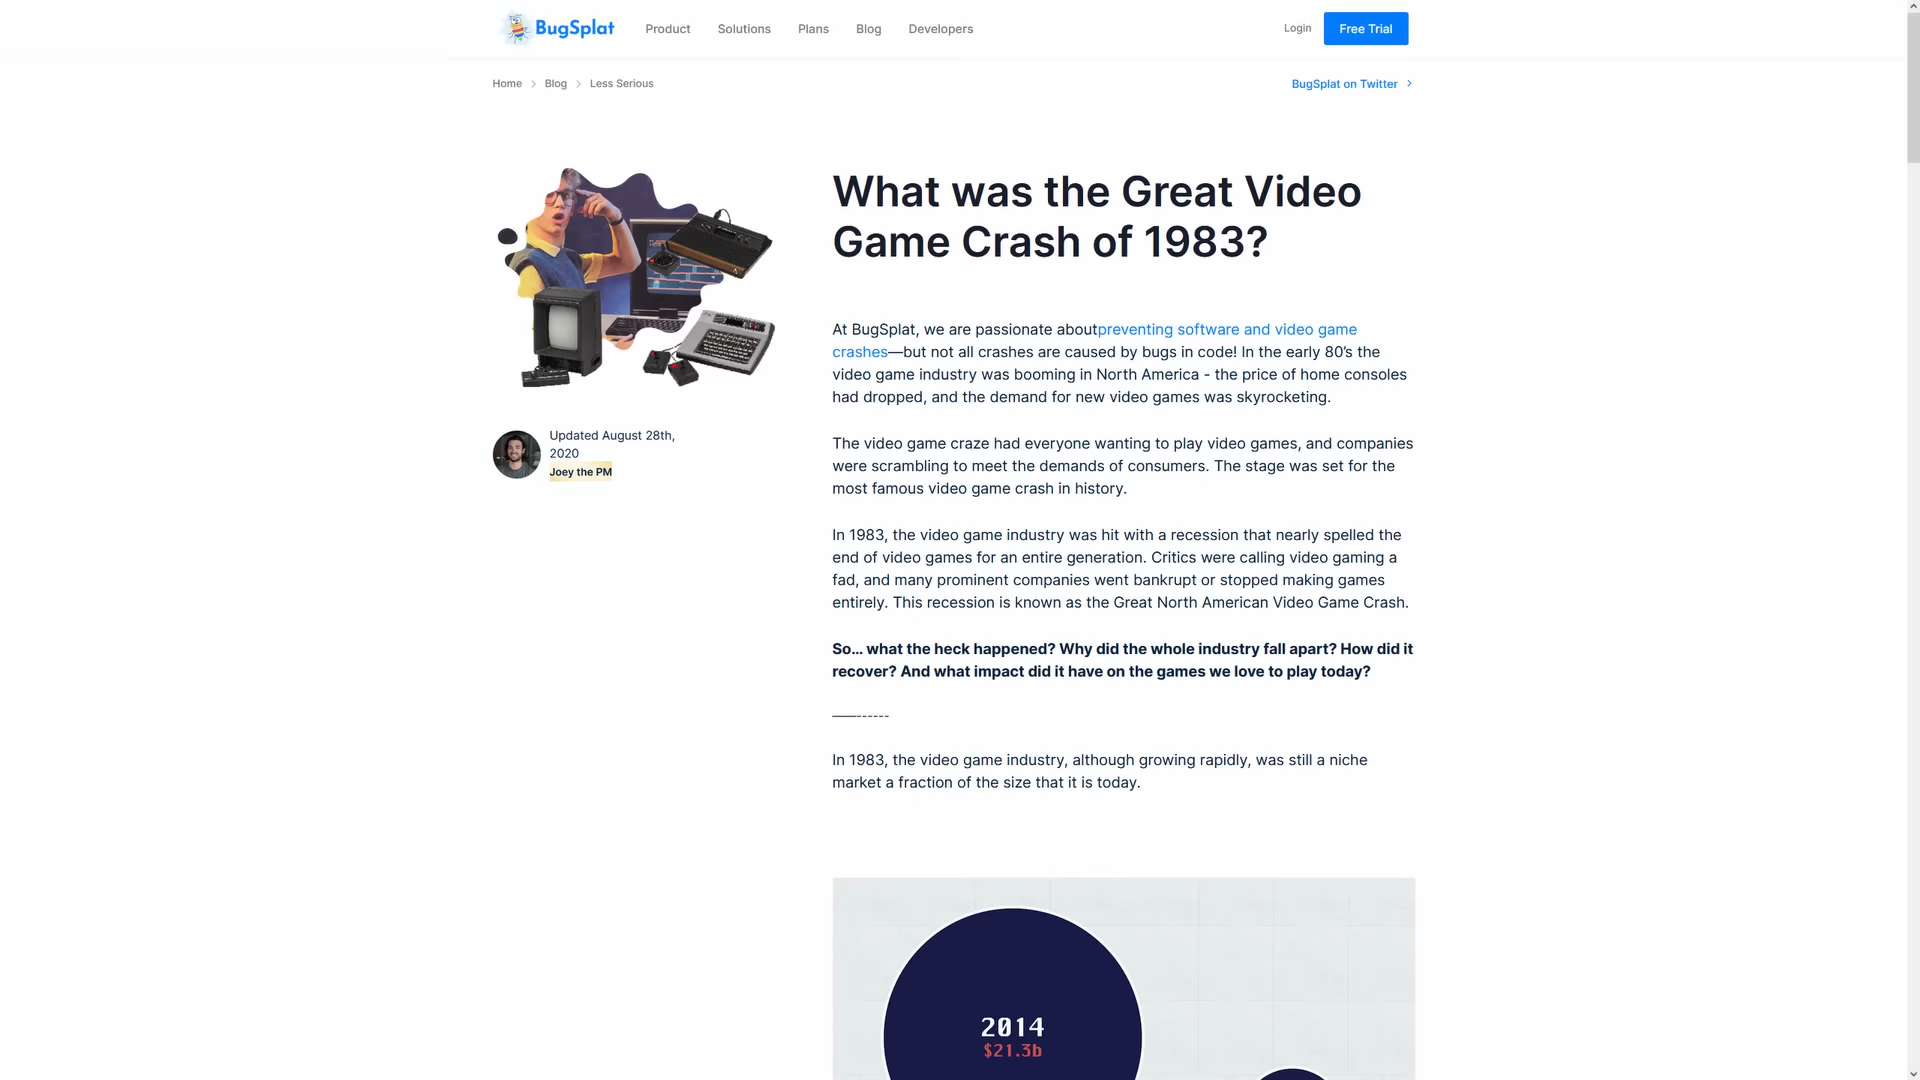 BugSplat
Product Solutions Plans Blog Developers
Login
Free Trial
Home Blog Less Serious
BugSplat on Twitter
What was the Great Video
Game Crash of 1983?
Updated August 28th,
2020
Joey the PM
At BugSplat, we are passionate aboutpreventing software and video game
crashes—but not all crashes are caused by bugs in code! In the early 80’s the
video game industry was booming in North America - the price of home consoles
had dropped, and the demand for new video games was skyrocketing.
The video game craze had everyone wanting to play video games, and companies
were scrambling to meet the demands of consumers. The stage was set for the
most famous video game crash in history.
In 1983, the video game industry was hit with a recession that nearly spelled the
end of video games for an entire generation. Critics were calling video gaming a
fad, and many prominent companies went bankrupt or stopped making games
entirely. This recession is known as the Great North American Video Game Crash.
So... what the heck happened? Why did the whole industry fall apart? How did it
recover? And what impact did it have on the games we love to play today?
——------
In 1983, the video game industry, although growing rapidly, was still a niche
market a fraction of the size that it is today.
2014
$21.3b